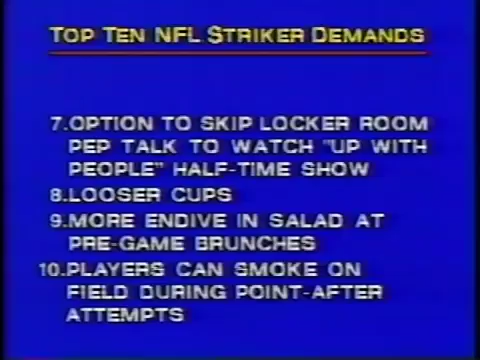 TOP TEN NFL STRIKER DEMANDS
7.OPTION TO SKIP LOCKER ROOM
PEP TALK TO WATCH "UP WITH
PEOPLE" HALF-TIME SHOW
8.LOOSER CUPS
9.MORE ENDIVE IN SALAD AT
PRE-GAME BRUNCHES
10.PLAYERS CAN SMOKE ON
FIELD DURING POINT-AFTER
ATTEMPTS